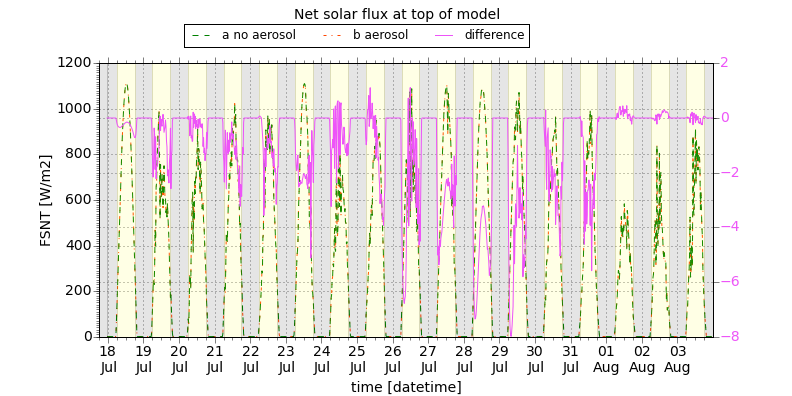 Net solar flux at top of model
a no aerosol b aerosol difference
1200
1000
800
600
400
200
0
FSNT [W/m2]
2
0
−2
−4
−6
−8
18 19 20 21 22 23 24 25 26 27 28 29 30 31 01 02 03
Jul Jul Jul Jul Jul Jul Jul Jul Jul Jul Jul Jul Jul Jul Aug Aug Aug
time [datetime]